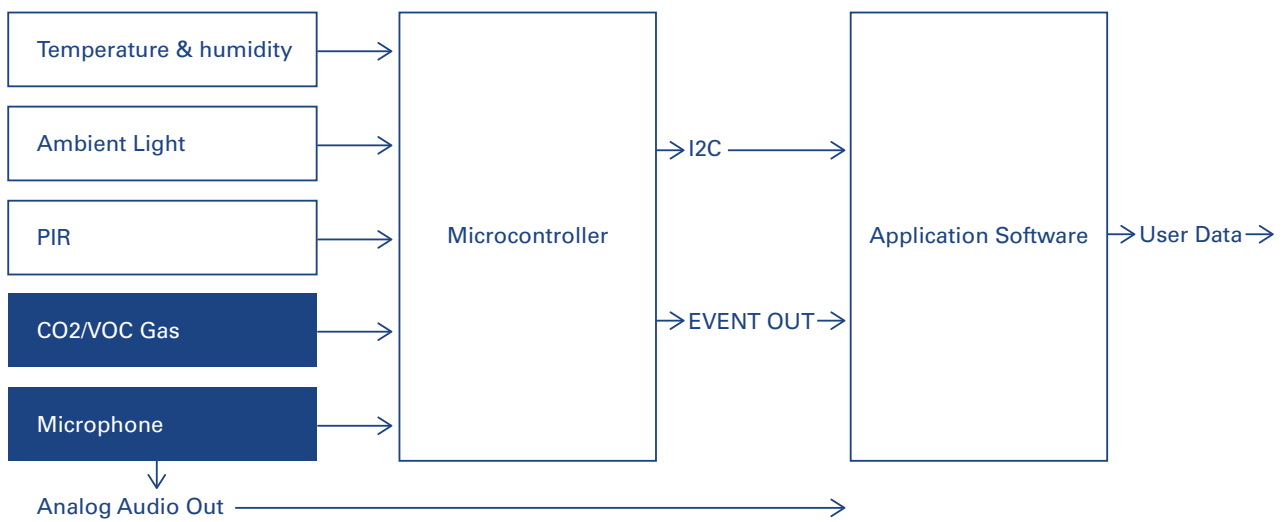 Temperature & humidity
Ambient Light
PIR
CO2/VOC Gas
Microphone
Analog Audio Out
Microcontroller
I2C
EVENT OUT
Application Software
User Data